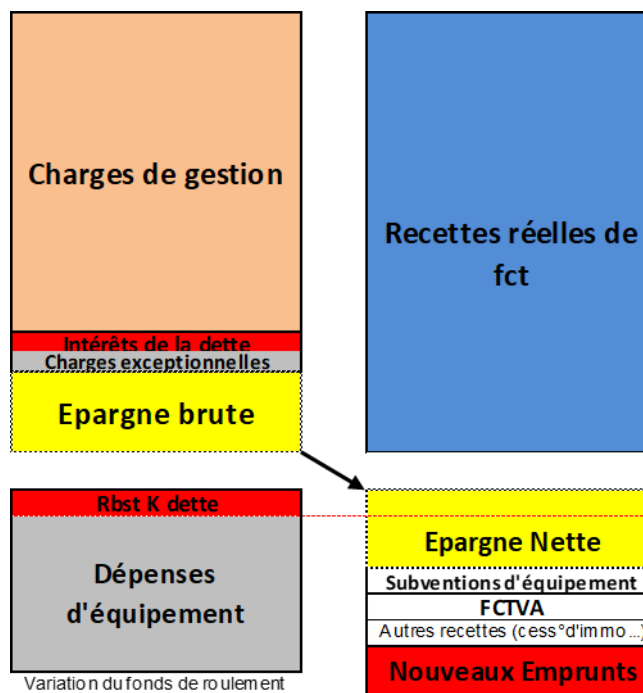 Charges de gestion
Intérêts de la dette
Charges exceptionnelles
Epargne brute
Recettes réelles de
fct
Rbst K dette
Dépenses
d'équipement
Variation du fonds de roulement
Epargne Nette
Subventions d'équipement
FCTVA
Autres recettes (cess°d'immo...)
Nouveaux Emprunts